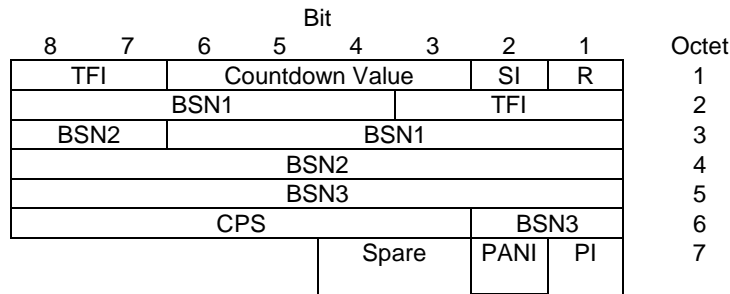 Bit
8 7 6 5 4 3 2 1 Octet
TFI Countdown Value SI R 1
BSN1 TFI 2
BSN2 BSN1 3
BSN2 4
BSN3 5
CPS BSN3 6
Spare PANI PI 7